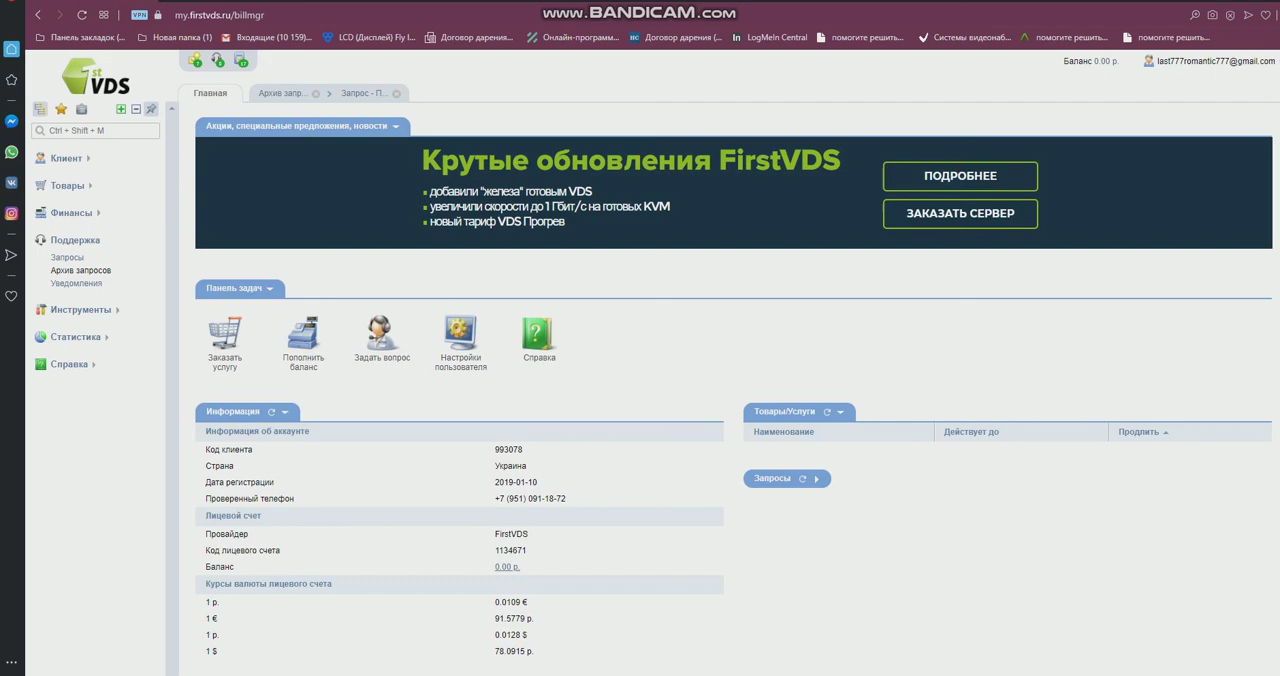 www.BANDICAM.com
VPN my.firstvds.ru/billmgr
Панель закладок (... Новая папка (1) Входящие (10 159)... LCD (Дисплей) Fly I... Договор дарения... Онлайн-программ... Договор дарения (... LogMeIn Central помогите решить... Системы видеонаб... помогите решить... помогите решить...
1st VDS
Баланс 0.00 р. last777romantic777@gmail.com
Главная Архив запр... Запрос - П...
Ctrl + Shift + M
Клиент
Товары
Финансы
Поддержка
Запросы
Архив запросов
Уведомления
Инструменты
Статистика
Справка
Акции, специальные предложения, новости
Крутые обновления FirstVDS
добавили "железа" готовым VDS
увеличили скорости до 1 Гбит/с на готовых KVM
новый тариф VDS Прогрев
ПОДРОБНЕЕ
ЗАКАЗАТЬ СЕРВЕР
Панель задач
Заказать услугу
Пополнить баланс
Задать вопрос
Настройки пользователя
Справка
Информация
Информация об аккаунте
Код клиента 993078
Страна Украина
Дата регистрации 2019-01-10
Проверенный телефон +7 (951) 091-18-72
Лицевой счет
Провайдер FirstVDS
Код лицевого счета 1134671
Баланс 0.00 р.
Курсы валюты лицевого счета
1 р. 0.0109 €
1 € 91.5779 р.
1 р. 0.0128 $
1 $ 78.0915 р.
Товары/Услуги
Наименование Действует до Продлить
Запросы